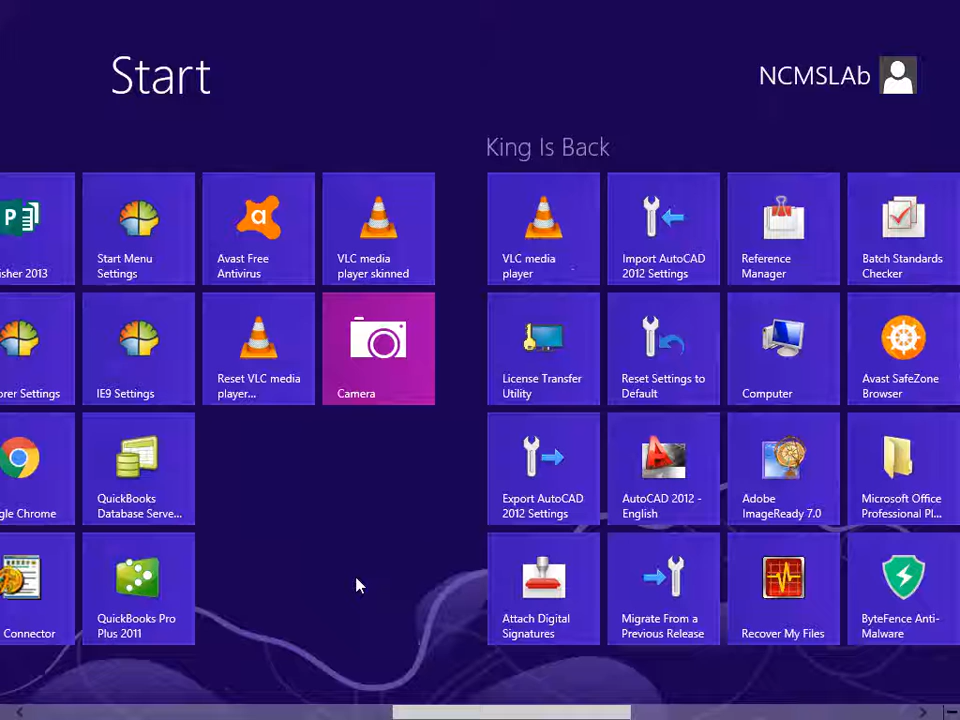 Start
NCMSLAb
King Is Back
P
isher 2013
Start Menu
Settings
a
Avast Free
Antivirus
VLC media
player skinned
VLC media
player
Import AutoCAD
2012 Settings
Reference
Manager
Batch Standards
Checker
orer Settings
IE9 Settings
Reset VLC media
player...
Camera
License Transfer
Utility
Reset Settings to
Default
Computer
Avast SafeZone
Browser
gle Chrome
QuickBooks
Database Serve...
Export AutoCAD
2012 Settings
AutoCAD 2012 -
English
Adobe
ImageReady 7.0
Microsoft Office
Professional Pl...
Connector
QuickBooks Pro
Plus 2011
Attach Digital
Signatures
Migrate From a
Previous Release
Recover My Files
ByteFence Anti-
Malware